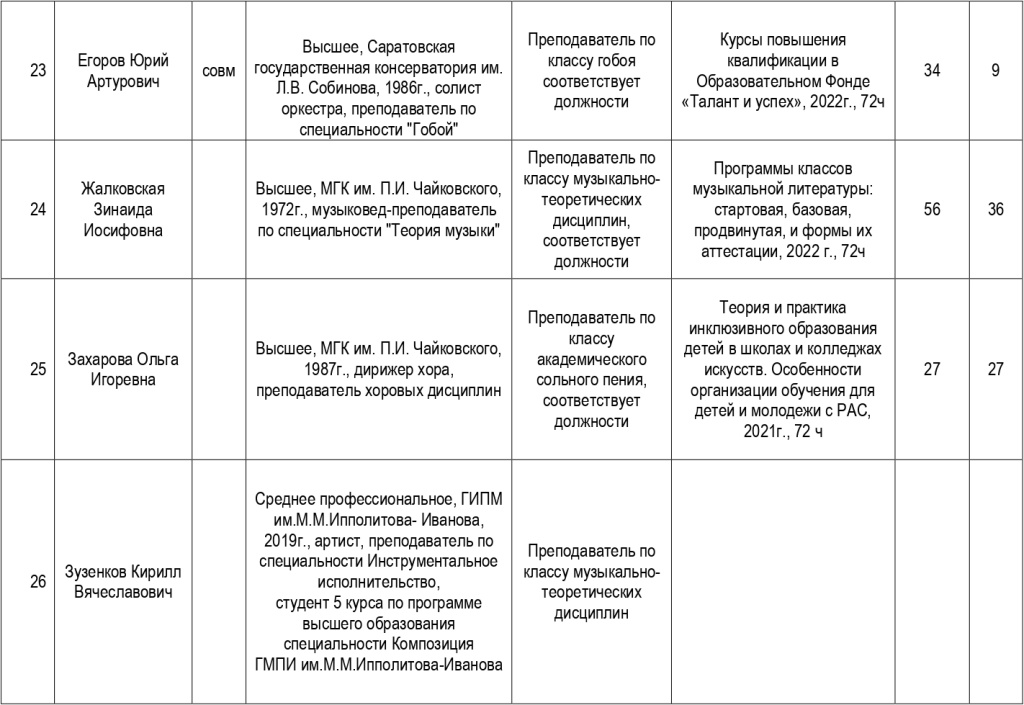 23
Егоров Юрий
Артурович
совм
Высшее, Саратовская
государственная консерватория им.
Л.В. Собинова, 1986г., солист
оркестра, преподаватель по
специальности "Гобой"
Преподаватель по
классу гобоя
соответствует
должности
Курсы повышения
квалификации в
Образовательном Фонде
«Талант и успех», 2022г., 72ч
34
9
24
Жалковская
Зинаида
Иосифовна
Высшее, МГК им. П.И. Чайковского,
1972г., музыковед-преподаватель
по специальности "Теория музыки"
Преподаватель по
классу музыкально-
теоретических
дисциплин,
соответствует
должности
Программы классов
музыкальной литературы:
стартовая, базовая,
продвинутая, и формы их
аттестации, 2022 г., 72ч
56
36
25
Захарова Ольга
Игоревна
Высшее, МГК им. П.И. Чайковского,
1987г., дирижер хора,
преподаватель хоровых дисциплин
Преподаватель по
классу
академического
сольного пения,
соответствует
должности
Теория и практика
инклюзивного образования
детей в школах и колледжах
искусств. Особенности
организации обучения для
детей и молодежи с РАС,
2021г., 72 ч
27
27
26
Зузенков Кирилл
Вячеславович
Среднее профессиональное, ГИПМ
им.М.М.Ипполитова- Иванова,
2019г., артист, преподаватель по
специальности Инструментальное
исполнительство,
студент 5 курса по программе
высшего образования
специальности Композиция
ГМПИ им.М.М.Ипполитова-Иванова
Преподаватель по
классу музыкально-
теоретических
дисциплин